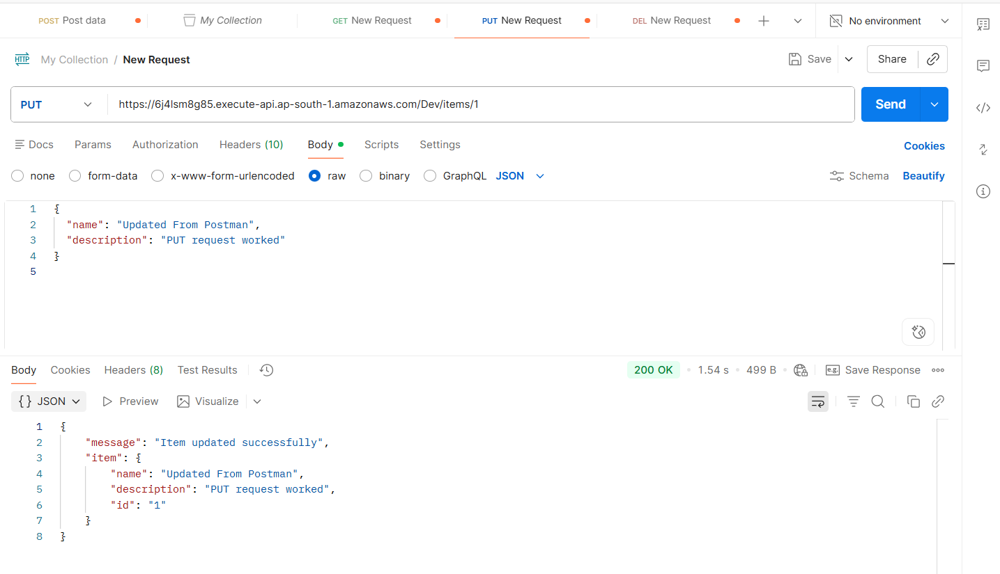 POST Post data
My Collection
GET New Request
PUT New Request
DEL New Request
No environment
HTTP My Collection / New Request
Save
Share
PUT
https://6j4lsm8g85.execute-api.ap-south-1.amazonaws.com/Dev/items/1
Send
Docs Params Authorization Headers (10) Body Scripts Settings
Cookies
none form-data x-www-form-urlencoded raw binary GraphQL JSON
Schema Beautify
1 {
2 "name": "Updated From Postman",
3 "description": "PUT request worked"
4 }
5
Body Cookies Headers (8) Test Results
200 OK • 1.54 s • 499 B •
e.g. Save Response
{} JSON Preview Visualize
1 {
2 "message": "Item updated successfully",
3 "item": {
4 "name": "Updated From Postman",
5 "description": "PUT request worked",
6 "id": "1"
7 }
8 }